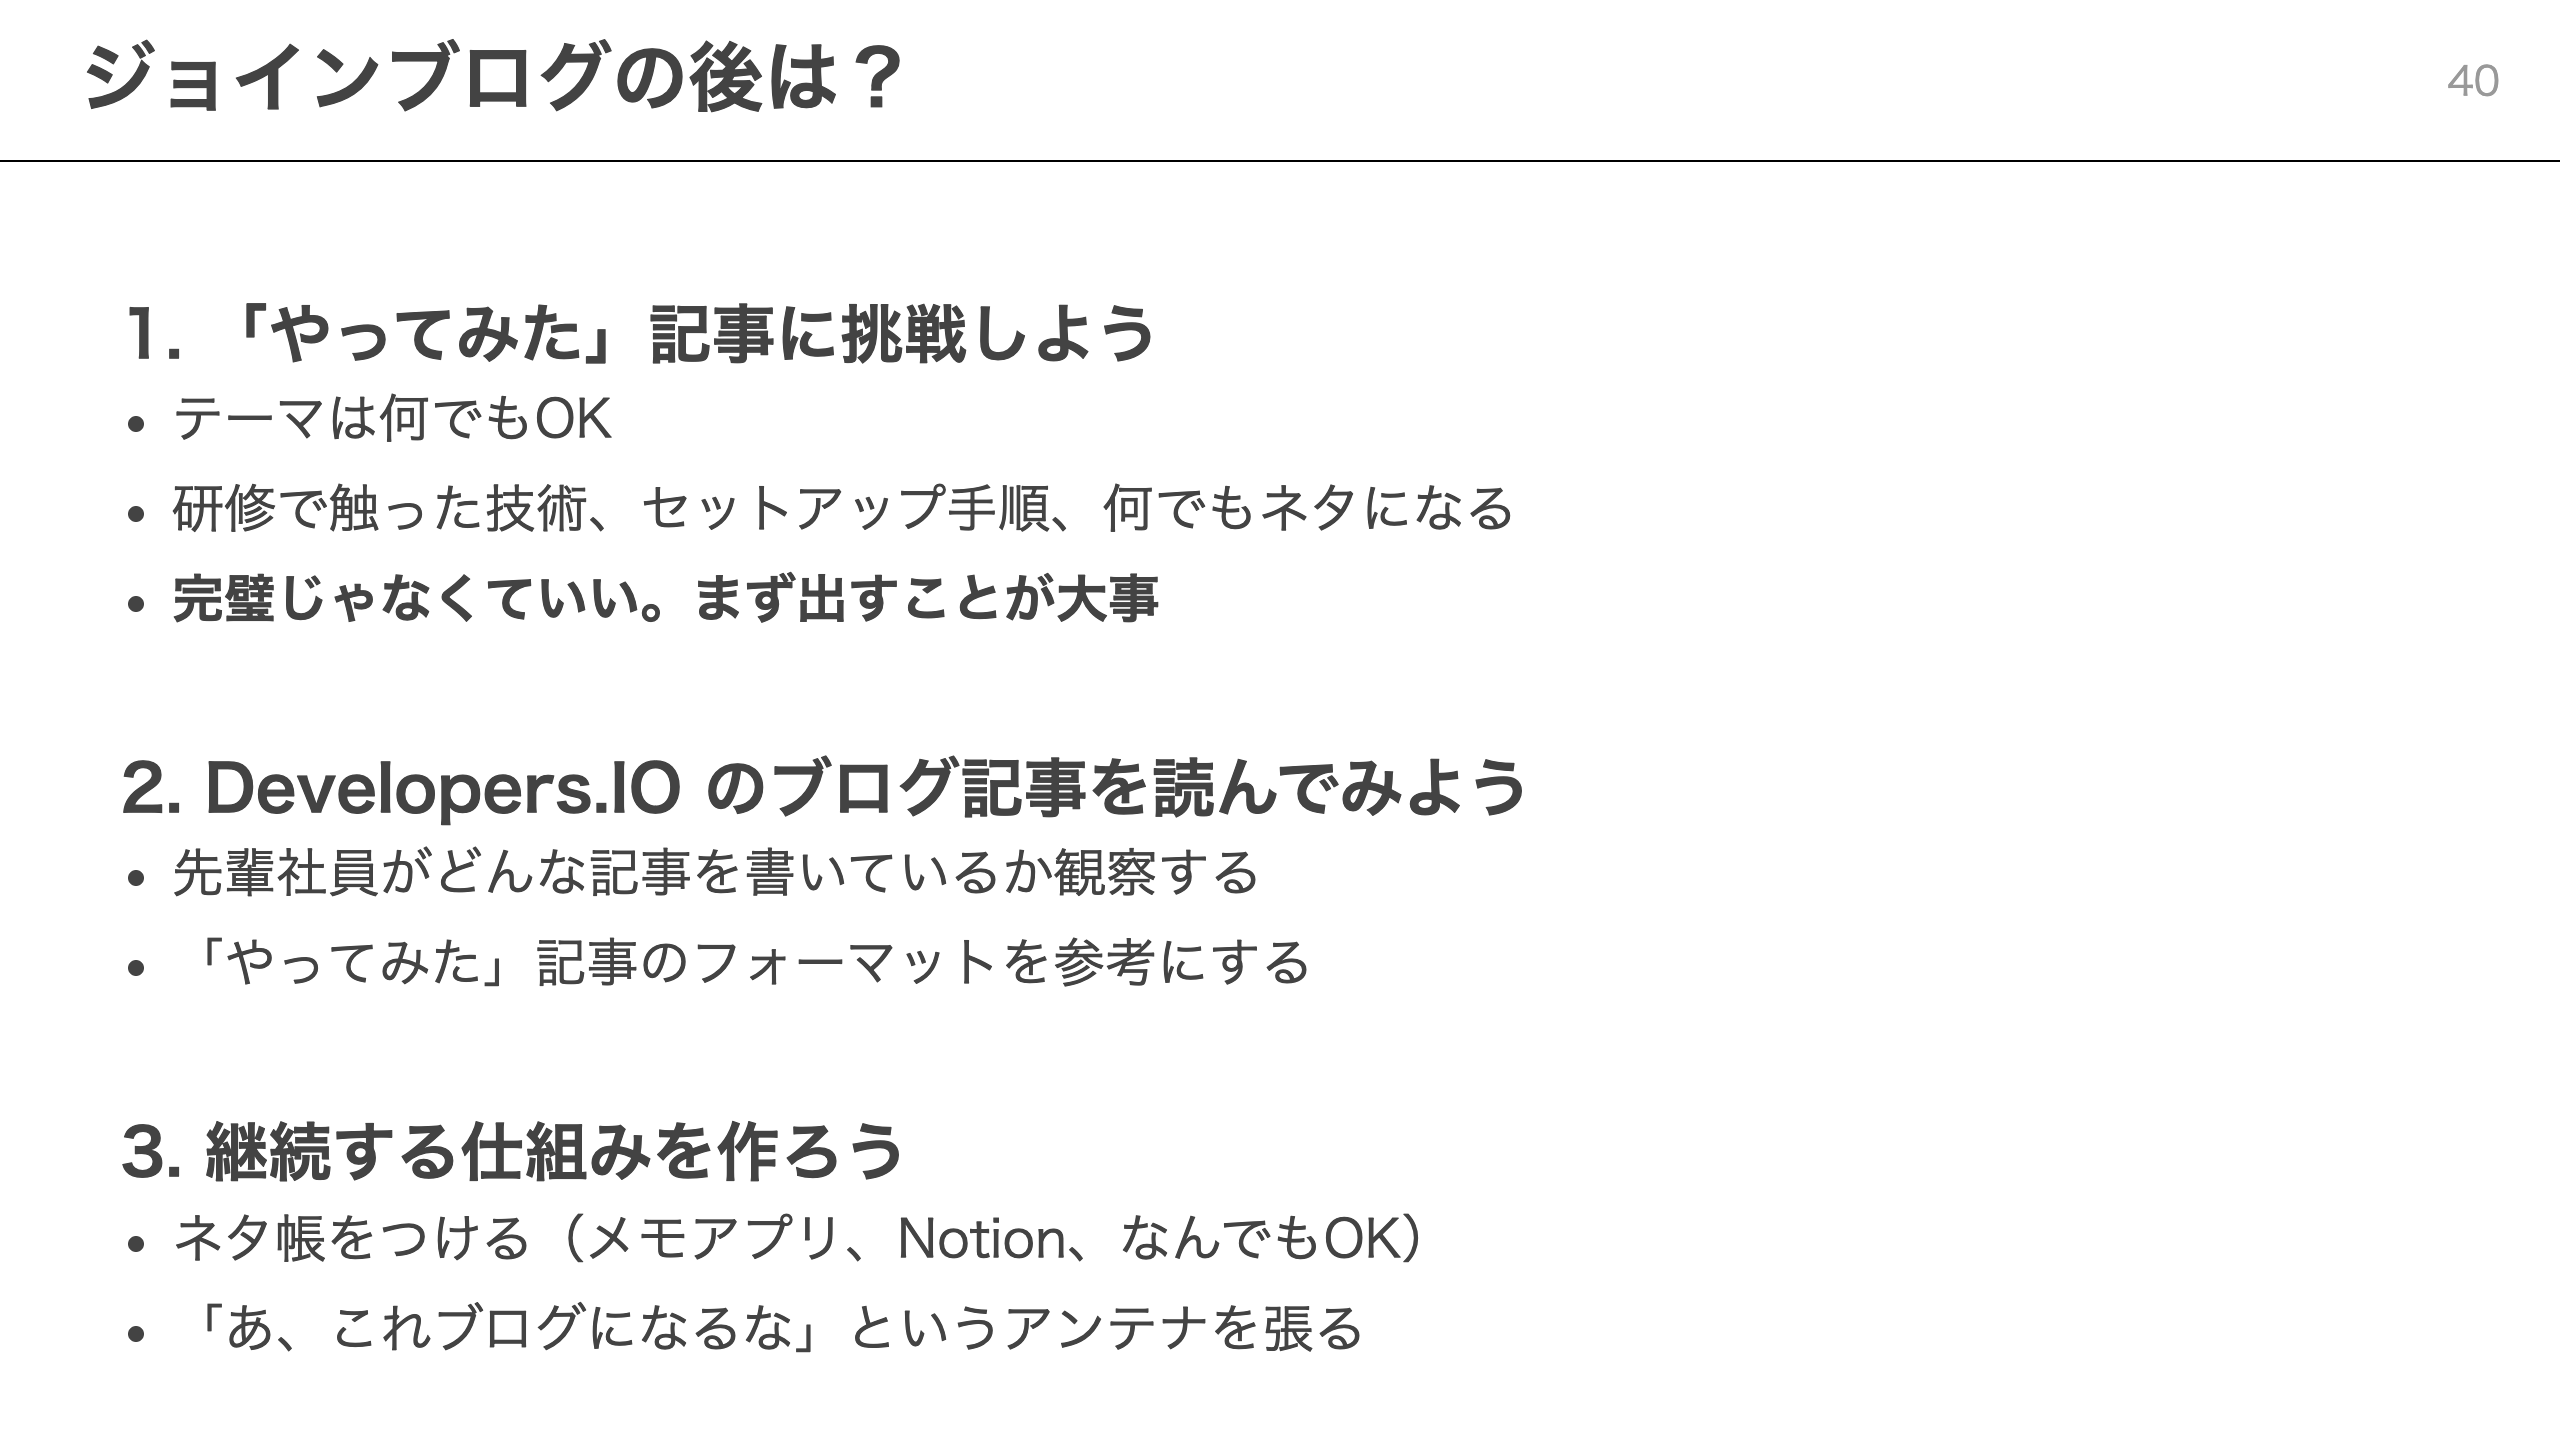 ジョインブログの後は？
40
1. 「やってみた」記事に挑戦しよう
• テーマは何でもOK
• 研修で触った技術、セットアップ手順、何でもネタになる
• 完璧じゃなくていい。まず出すことが大事
2. Developers.IO のブログ記事を読んでみよう
• 先輩社員がどんな記事を書いているか観察する
• 「やってみた」記事のフォーマットを参考にする
3. 継続する仕組みを作ろう
• ネタ帳をつける（メモアプリ、Notion、なんでもOK）
• 「あ、これブログになるな」というアンテナを張る